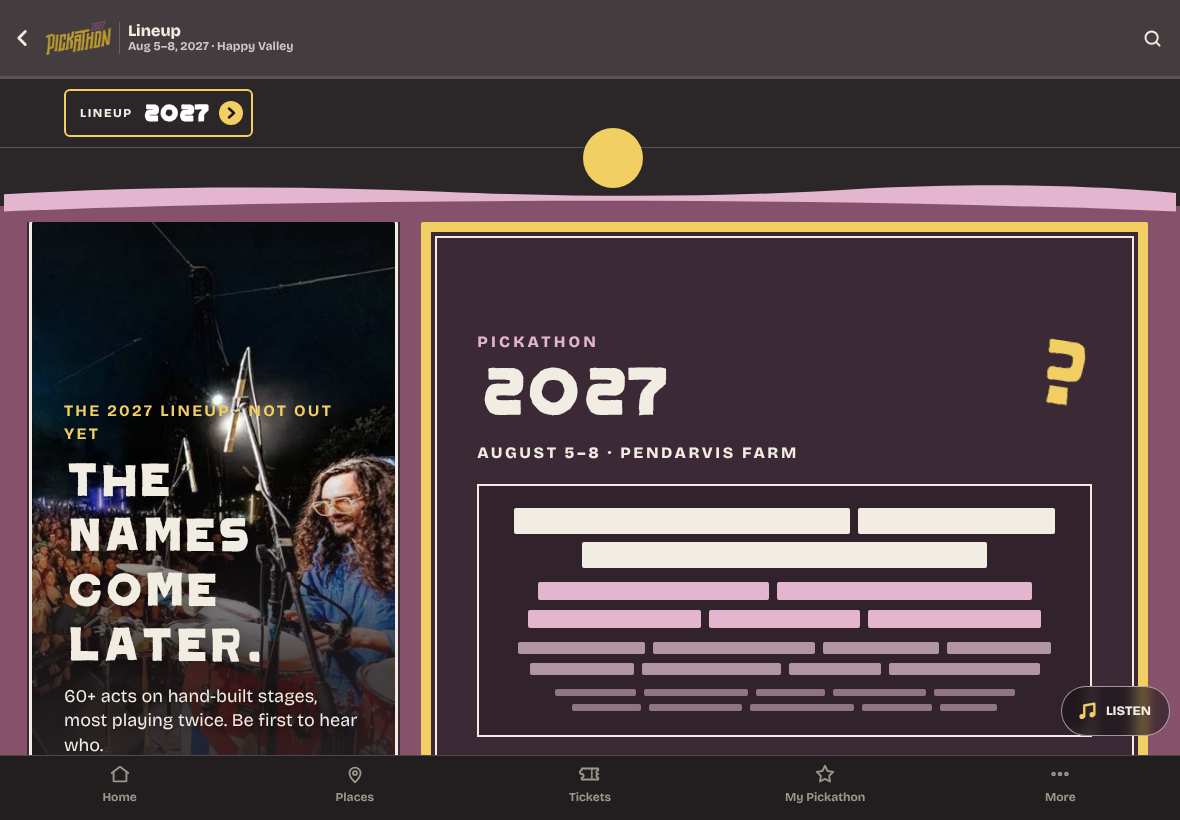 PICKATHON
Lineup
Aug 5–8, 2027 · Happy Valley
LINEUP 2027
THE 2027 LINEUP · NOT OUT
YET
THE
NAMES
COME
LATER.
60+ acts on hand-built stages,
most playing twice. Be first to hear
who.
PICKATHON
2027
?
AUGUST 5–8 · PENDARVIS FARM
LISTEN
Home
Places
Tickets
My Pickathon
More